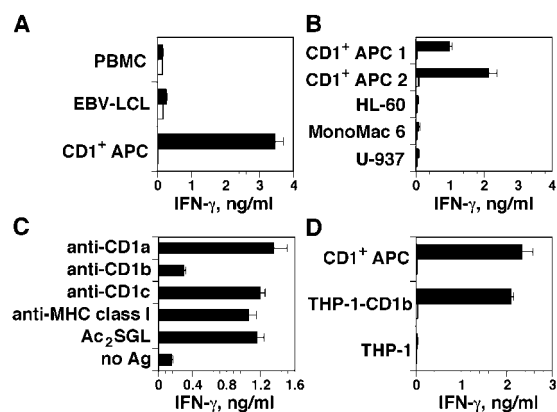 A
PBMC
EBV-LCL
CD1⁺ APC
0 1 2 3 4
IFN-γ, ng/ml
B
CD1⁺ APC 1
CD1⁺ APC 2
HL-60
MonoMac 6
U-937
0 1 2 3 4
IFN-γ, ng/ml
C
anti-CD1a
anti-CD1b
anti-CD1c
anti-MHC class I
Ac₂SGL
no Ag
0 0.4 0.8 1.2 1.6
IFN-γ, ng/ml
D
CD1⁺ APC
THP-1-CD1b
THP-1
0 1 2 3
IFN-γ, ng/ml